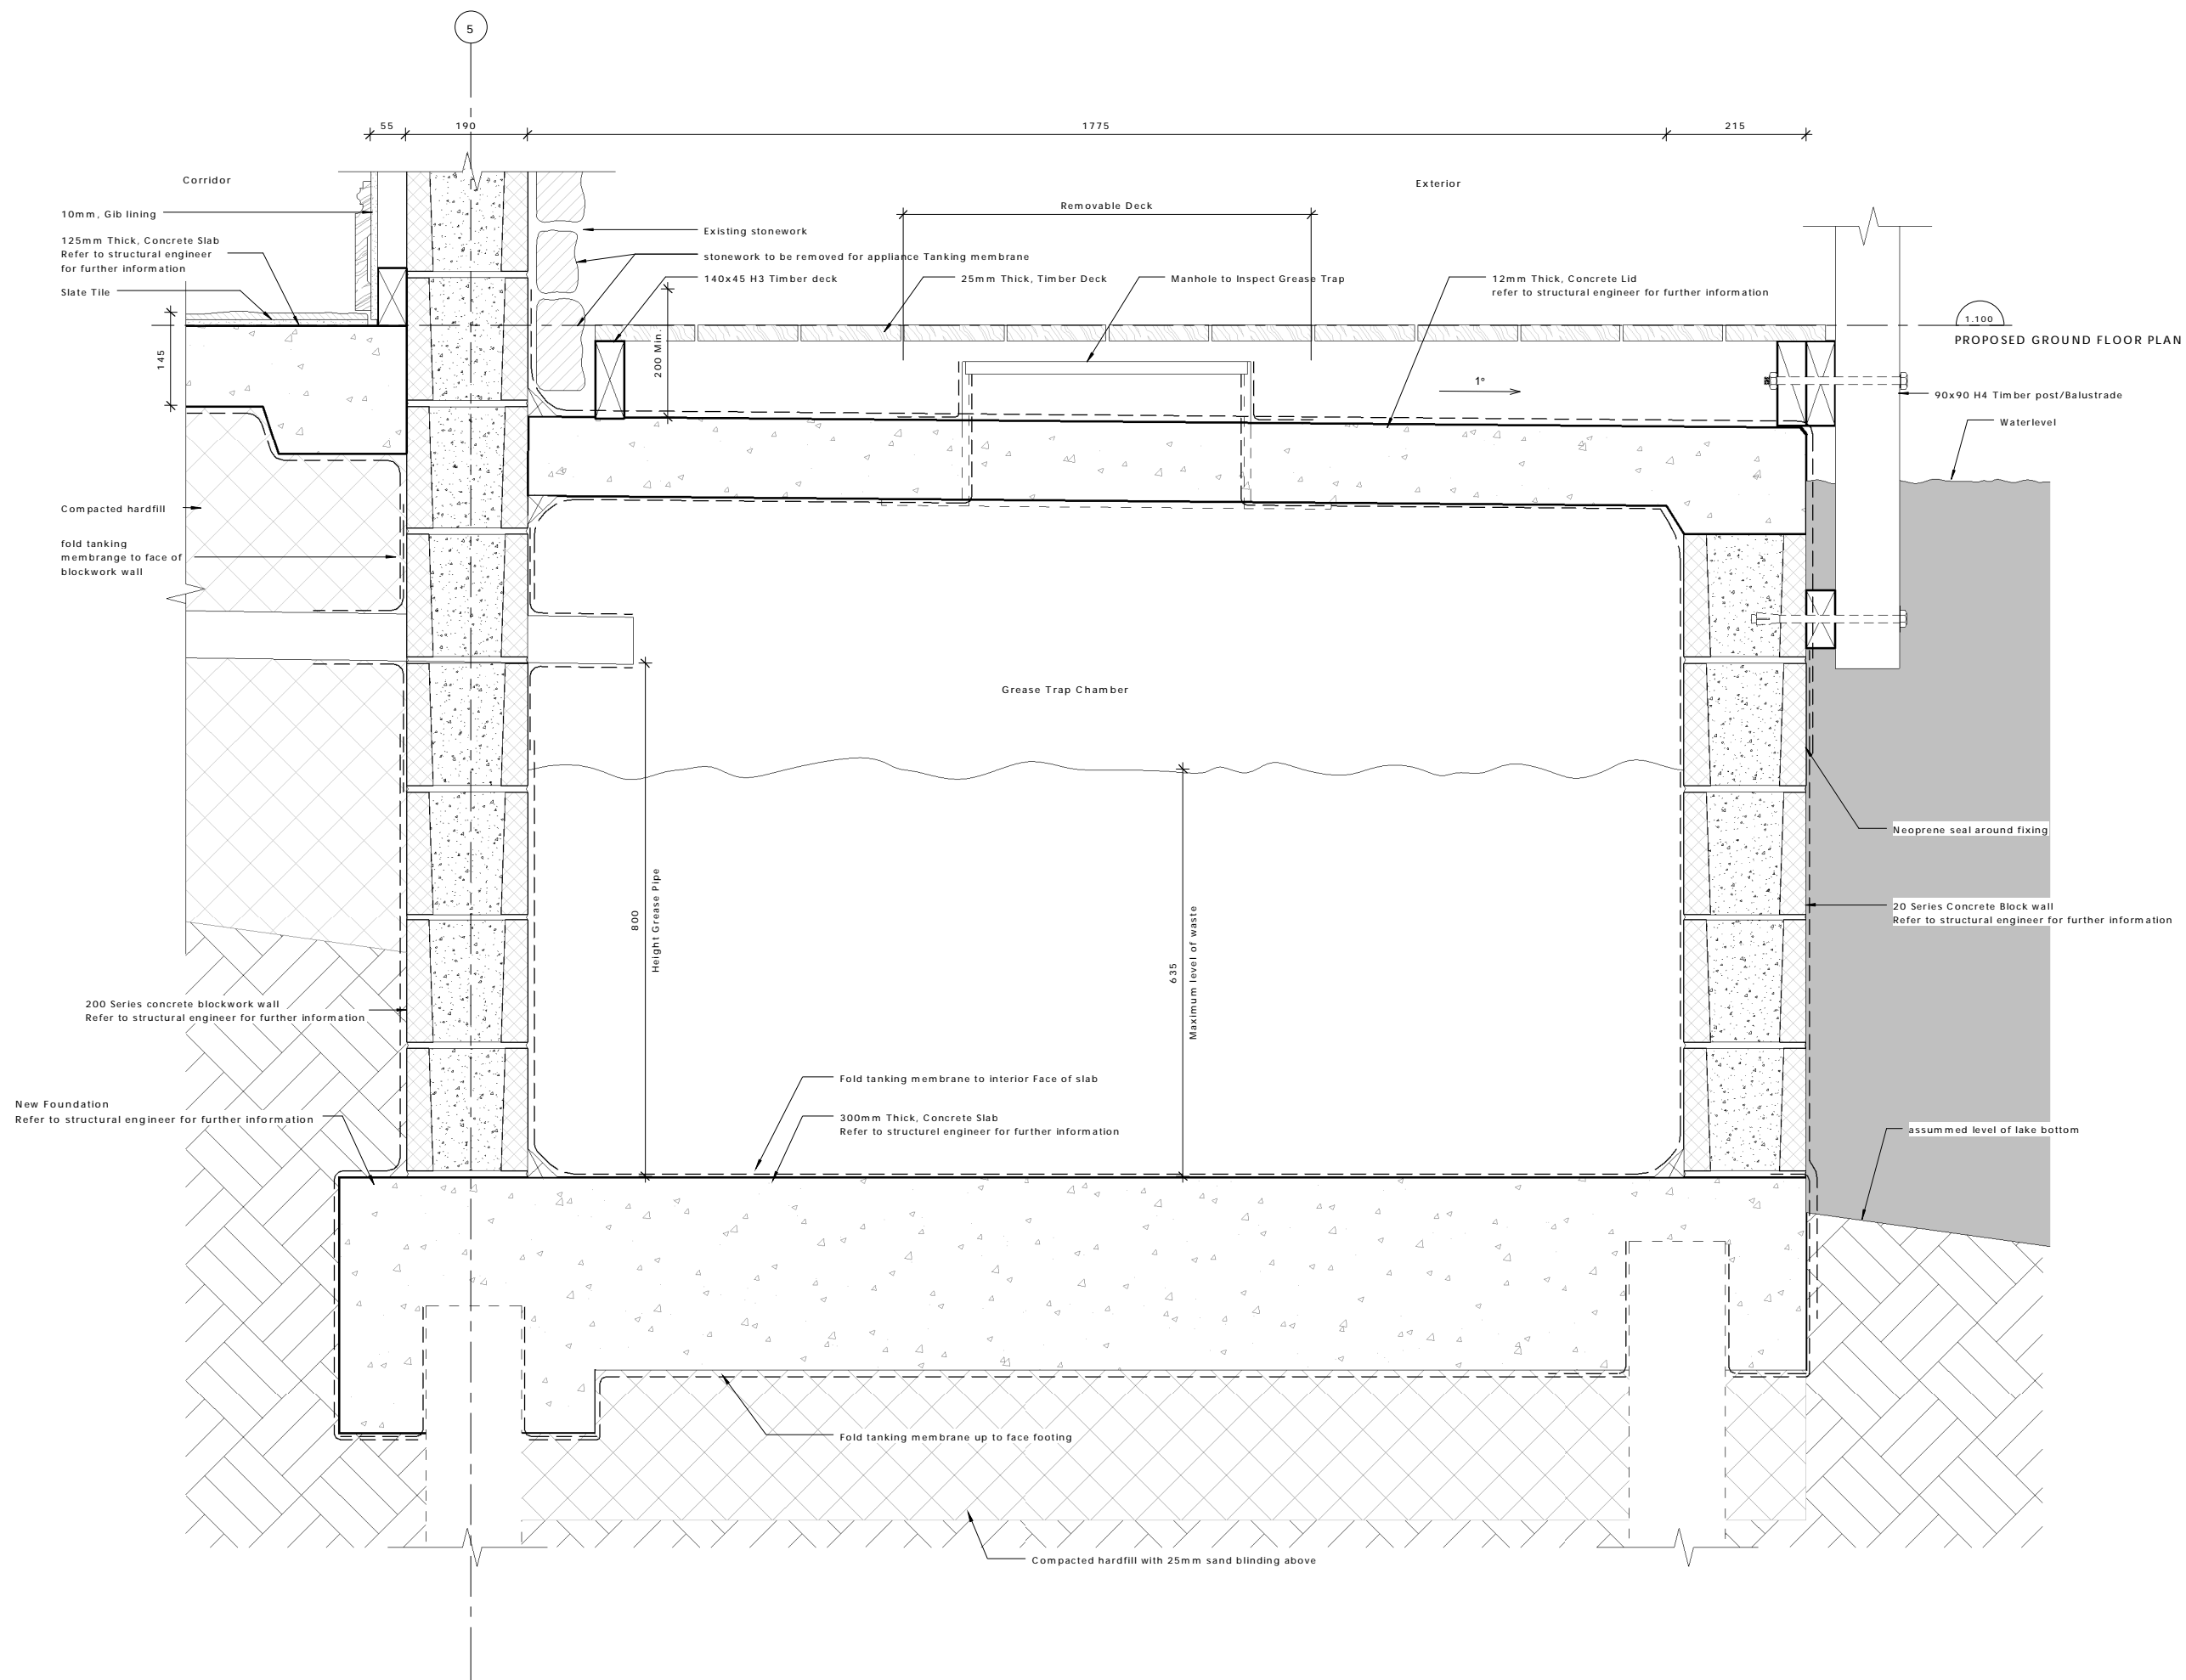 5
55
190
1775
215
Corridor
Exterior
Removable Deck
10mm, Gib lining
Existing stonework
125mm Thick, Concrete Slab
Refer to structural engineer
for further information
stonework to be removed for appliance Tanking membrane
140x45 H3 Timber deck
25mm Thick, Timber Deck
Manhole to Inspect Grease Trap
12mm Thick, Concrete Lid
refer to structural engineer for further information
Slate Tile
1.100
PROPOSED GROUND FLOOR PLAN
145
200 Min.
1°
90x90 H4 Timber post/Balustrade
Waterlevel
Compacted hardfill
fold tanking
membrange to face of
blockwork wall
Grease Trap Chamber
Neoprene seal around fixing
800
Height Grease Pipe
635
Maximum level of waste
20 Series Concrete Block wall
Refer to structural engineer for further information
200 Series concrete blockwork wall
Refer to structural engineer for further information
Fold tanking membrane to interior Face of slab
New Foundation
Refer to structural engineer for further information
300mm Thick, Concrete Slab
Refer to structurel engineer for further information
assummed level of lake bottom
Fold tanking membrane up to face footing
Compacted hardfill with 25mm sand blinding above